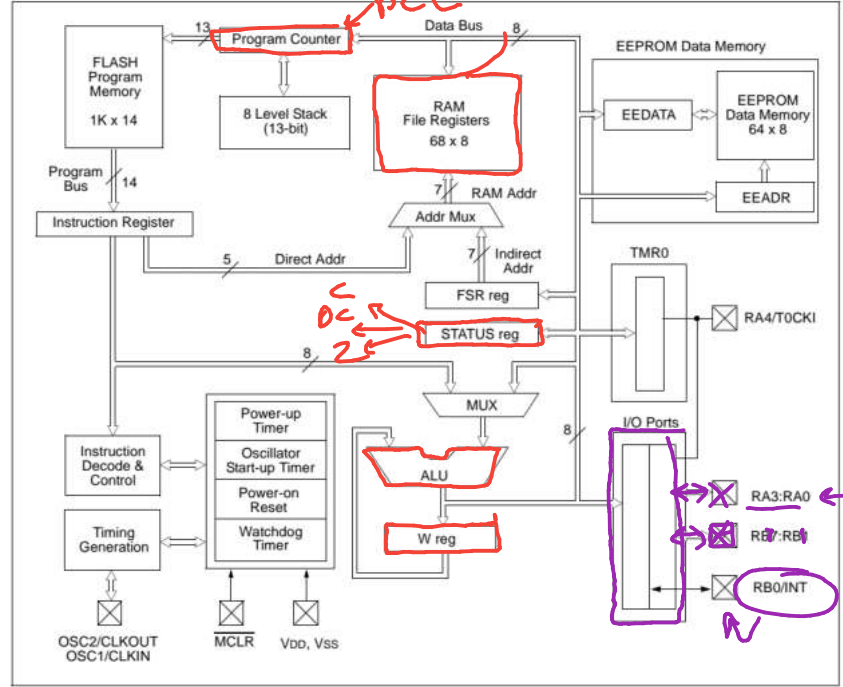 PCL
13
Program Counter
Data Bus
8
FLASH
Program
Memory
1K x 14
8 Level Stack
(13-bit)
RAM
File Registers
68 x 8
EEPROM Data Memory
EEDATA
EEPROM
Data Memory
64 x 8
EEADR
Program
Bus
14
7
RAM Addr
Addr Mux
Instruction Register
5
Direct Addr
7
Indirect
Addr
FSR reg
TMR0
C
DC
Z
STATUS reg
RA4/T0CKI
8
MUX
8
I/O Ports
Power-up
Timer
Oscillator
Start-up Timer
Power-on
Reset
Watchdog
Timer
Instruction
Decode &
Control
ALU
W reg
Timing
Generation
RA3:RA0
RB7:RB1
RB0/INT
OSC2/CLKOUT
OSC1/CLKIN
MCLR
VDD, VSS